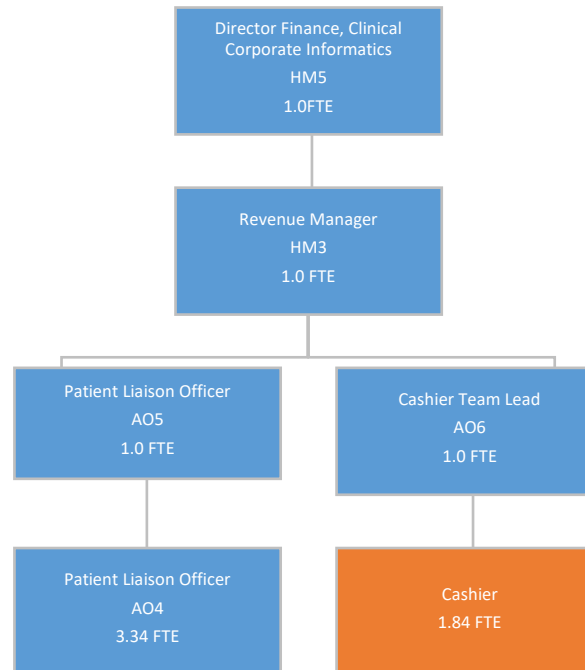 Director Finance, Clinical
Corporate Informatics
HM5
1.0FTE
Revenue Manager
HM3
1.0 FTE
Patient Liaison Officer
AO5
1.0 FTE
Cashier Team Lead
AO6
1.0 FTE
Patient Liaison Officer
AO4
3.34 FTE
Cashier
1.84 FTE